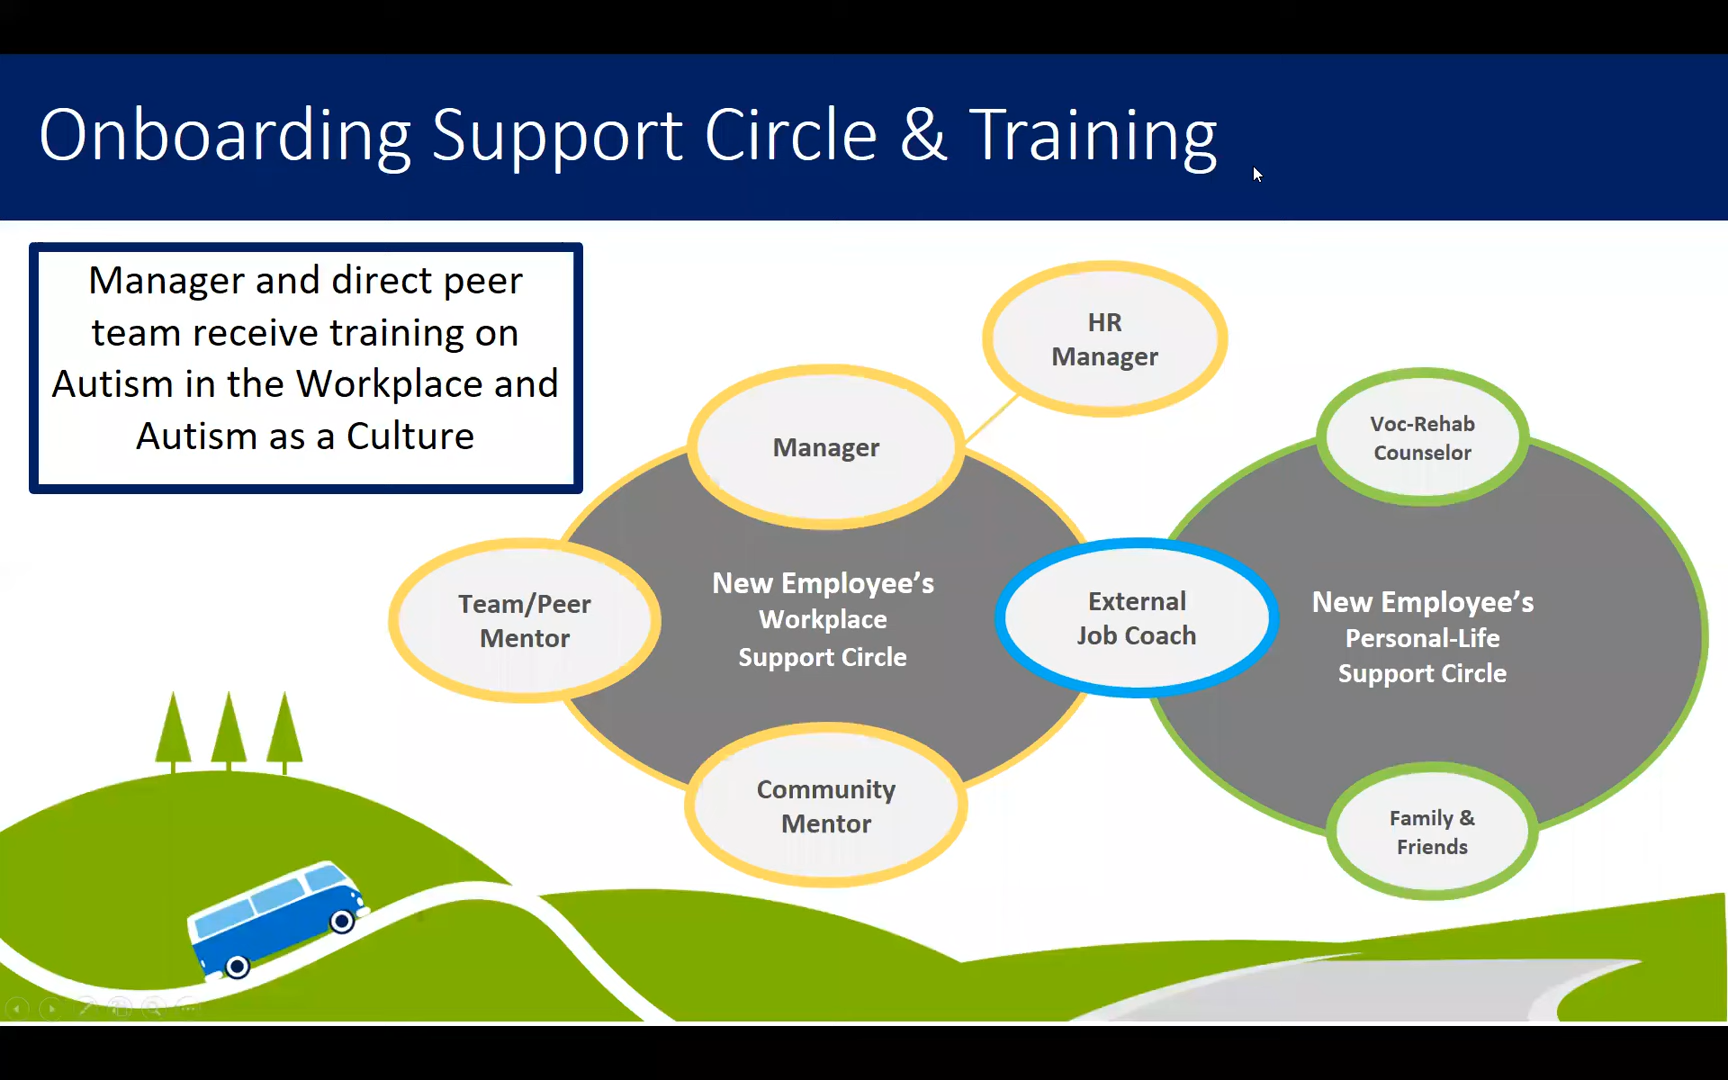 Onboarding Support Circle & Training
Manager and direct peer
team receive training on
Autism in the Workplace and
Autism as a Culture
HR
Manager
Manager
Team/Peer
Mentor
New Employee’s
Workplace
Support Circle
Community
Mentor
External
Job Coach
Voc-Rehab
Counselor
New Employee’s
Personal-Life
Support Circle
Family &
Friends